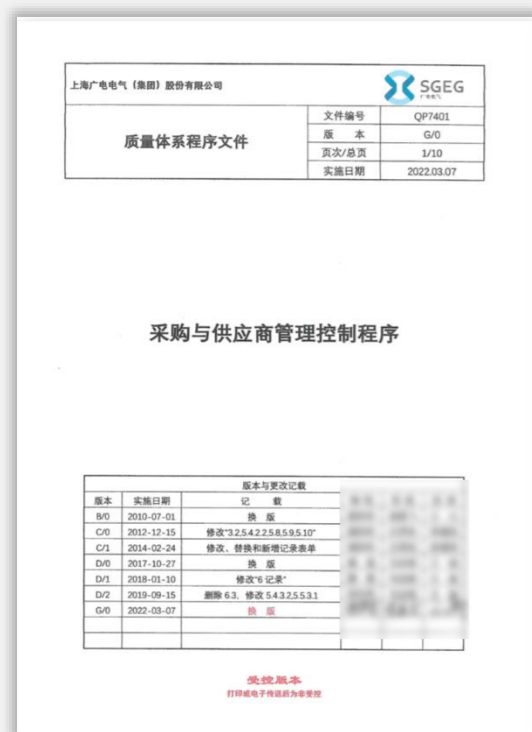 上海广电电气（集团）股份有限公司
SGEG
广电电气
质量体系程序文件
文件编号 QP7401
版 本 G/0
页次/总页 1/10
实施日期 2022.03.07
采购与供应商管理控制程序
版本与更改记载
版本 实施日期 记 载
B/0 2010-07-01 换 版
C/0 2012-12-15 修改"3.2,5.4.2.2,5.8,5.9,5.10"
C/1 2014-02-24 修改、替换和新增记录表单
D/0 2017-10-27 换 版
D/1 2018-01-10 修改"6 记录"
D/2 2019-09-15 删除 6.3，修改 5.4.3.2,5.5.3.1
G/0 2022-03-07 换 版
受控版本
打印或电子传送后为非受控